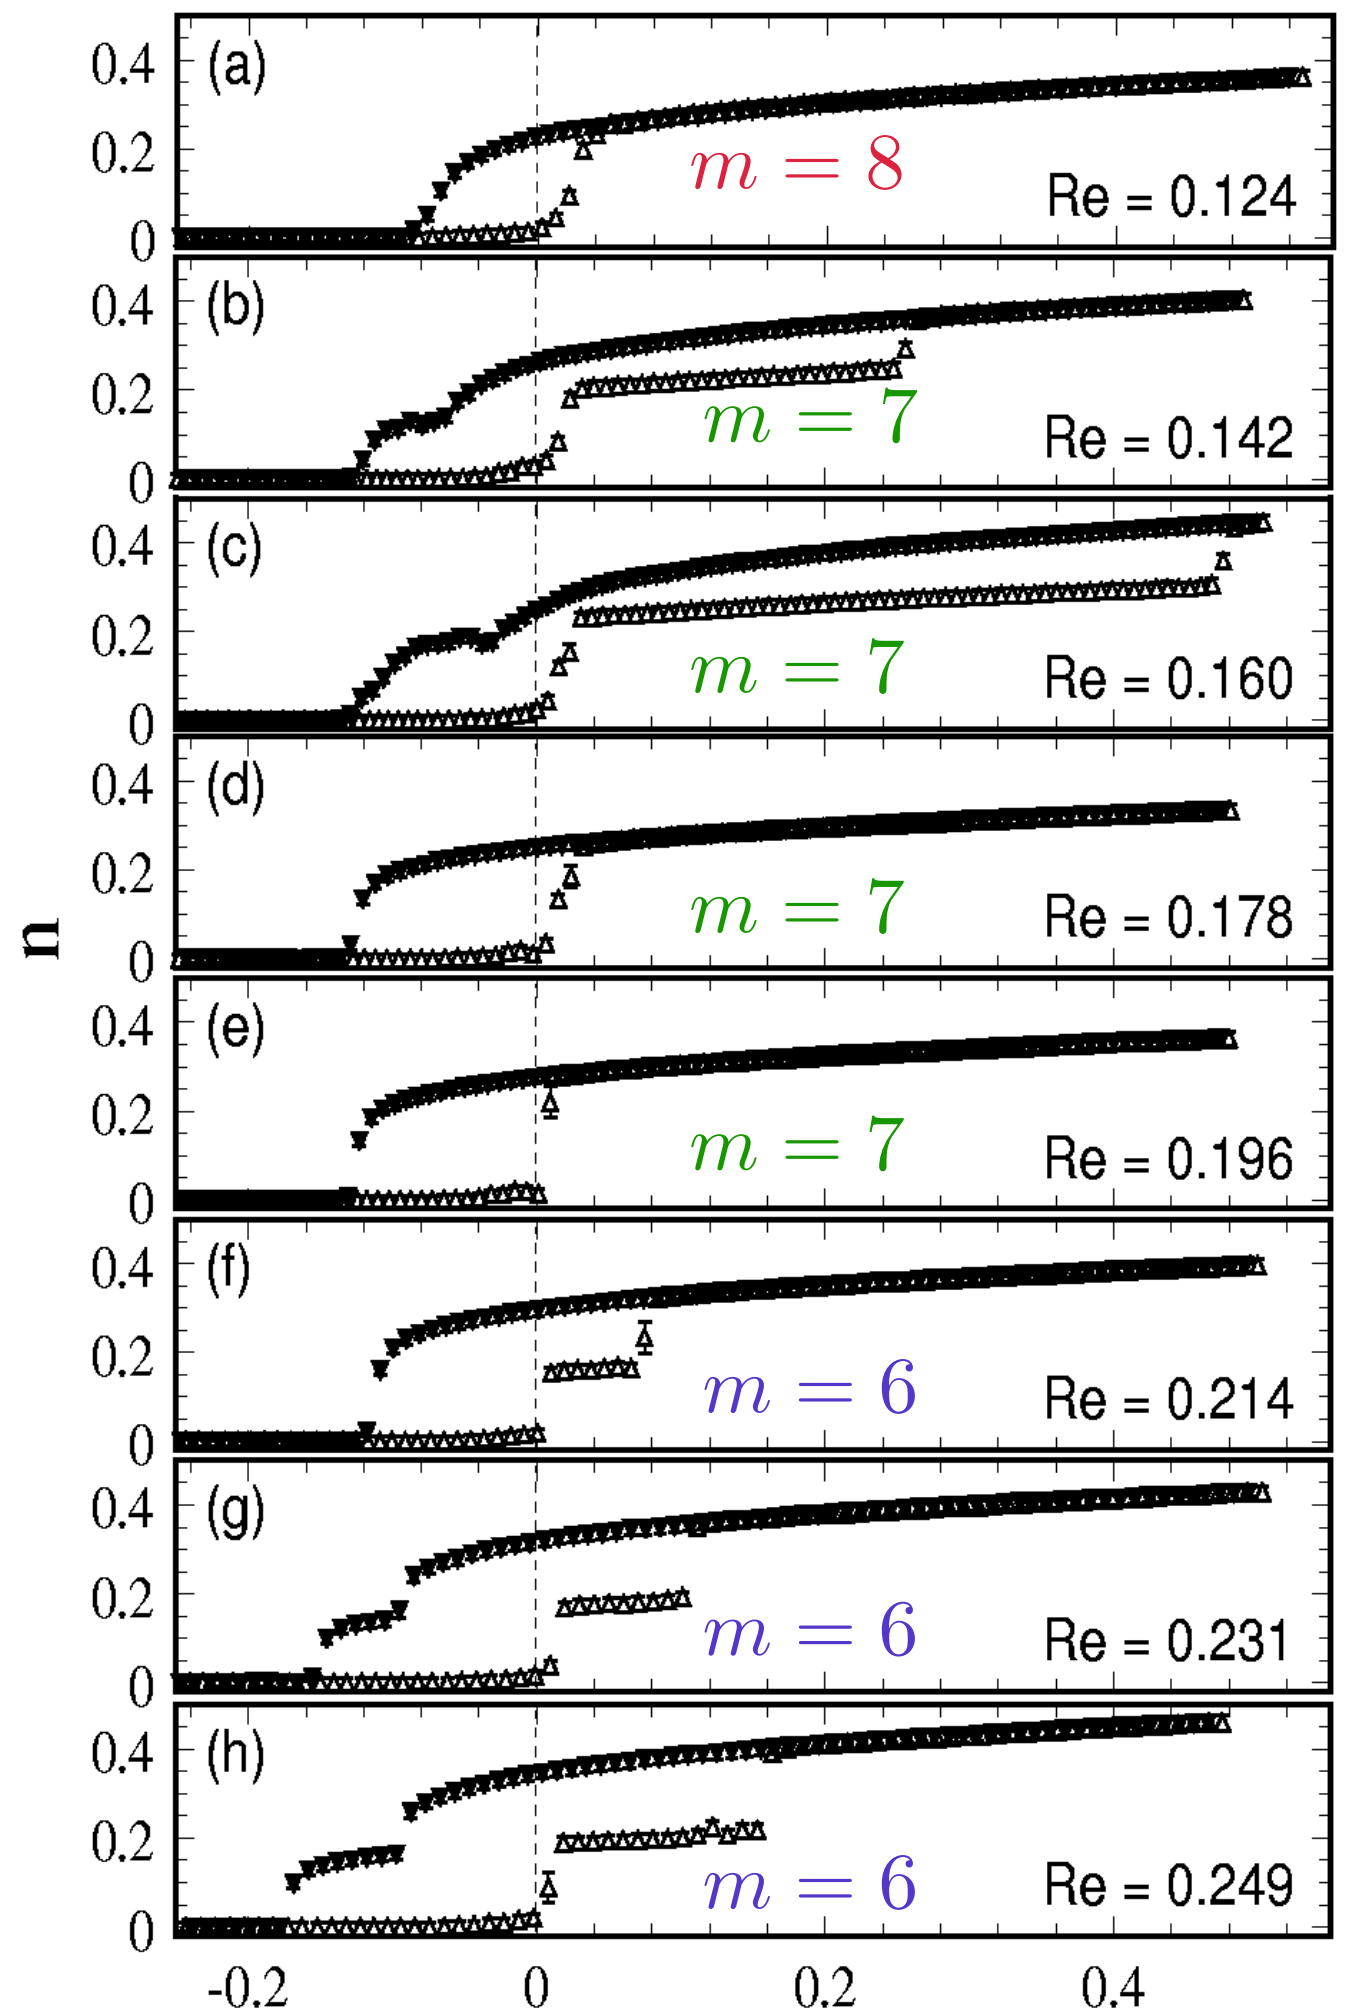 (a)
0.4
0.2
0
m = 8
Re = 0.124
(b)
0.4
0.2
0
m = 7
Re = 0.142
(c)
0.4
0.2
0
m = 7
Re = 0.160
(d)
0.4
0.2
0
m = 7
Re = 0.178
n
(e)
0.4
0.2
0
m = 7
Re = 0.196
(f)
0.4
0.2
0
m = 6
Re = 0.214
(g)
0.4
0.2
0
m = 6
Re = 0.231
(h)
0.4
0.2
0
m = 6
Re = 0.249
-0.2 0 0.2 0.4